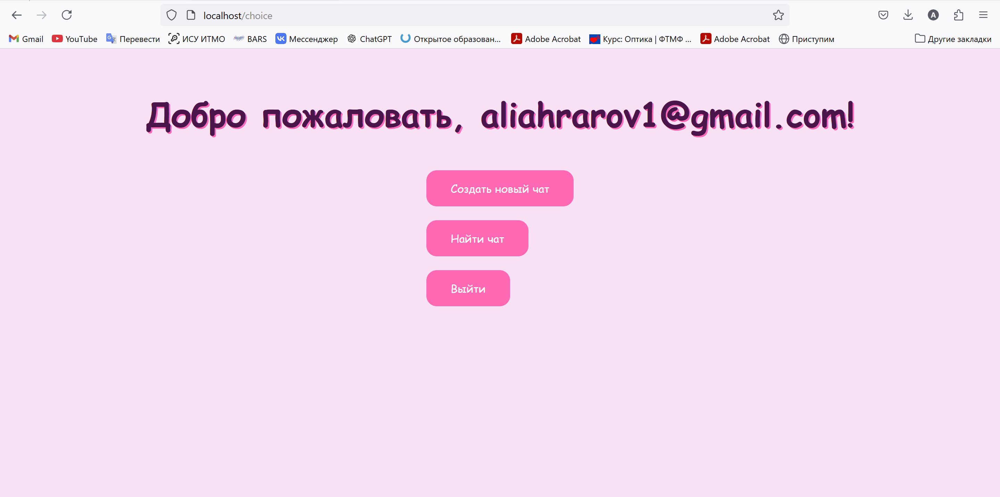 localhost/choice
Gmail YouTube Перевести ИСУ ИТМО BARS Мессенджер ChatGPT Открытое образован... Adobe Acrobat Курс: Оптика | ФТМФ ... Adobe Acrobat Приступим Другие закладки
Добро пожаловать, aliahrarov1@gmail.com!
Создать новый чат
Найти чат
Выйти